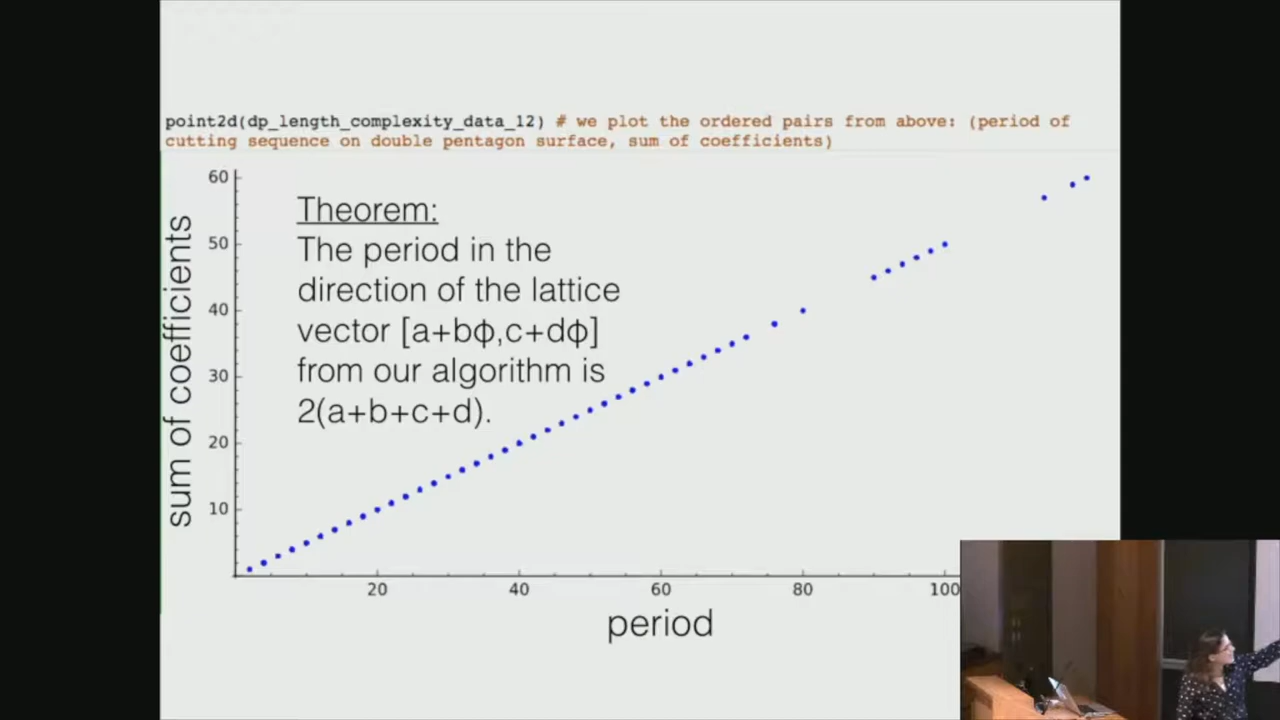 point2d(dp_length_complexity_data_12) # we plot the ordered pairs from above: (period of
cutting sequence on double pentagon surface, sum of coefficients)
Theorem:
The period in the
direction of the lattice
vector [a+bϕ,c+dϕ]
from our algorithm is
2(a+b+c+d).
sum of coefficients
60
50
40
30
20
10
20
40
60
80
100
period